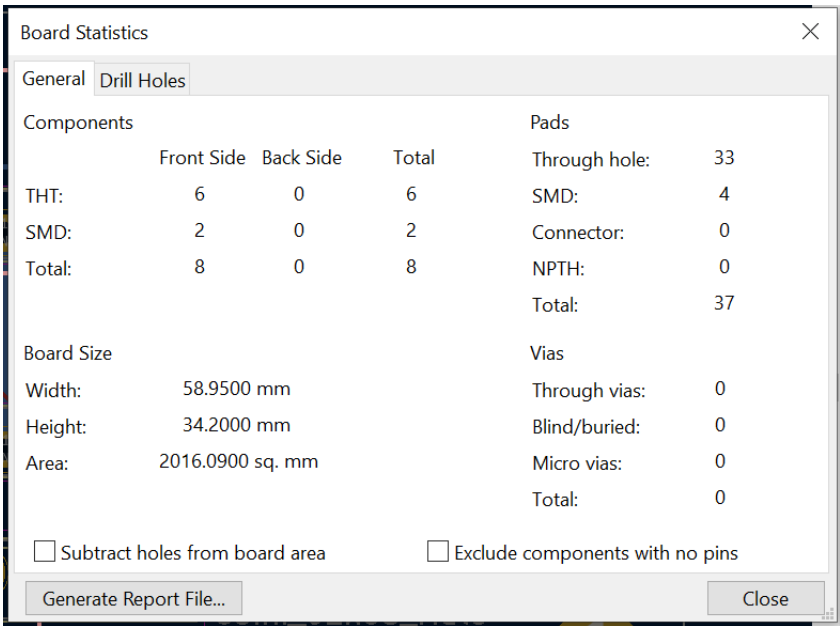 Board Statistics
General Drill Holes
Components
Front Side Back Side Total
THT: 6 0 6
SMD: 2 0 2
Total: 8 0 8
Pads
Through hole: 33
SMD: 4
Connector: 0
NPTH: 0
Total: 37
Board Size
Width: 58.9500 mm
Height: 34.2000 mm
Area: 2016.0900 sq. mm
Vias
Through vias: 0
Blind/buried: 0
Micro vias: 0
Total: 0
Subtract holes from board area
Exclude components with no pins
Generate Report File...
Close